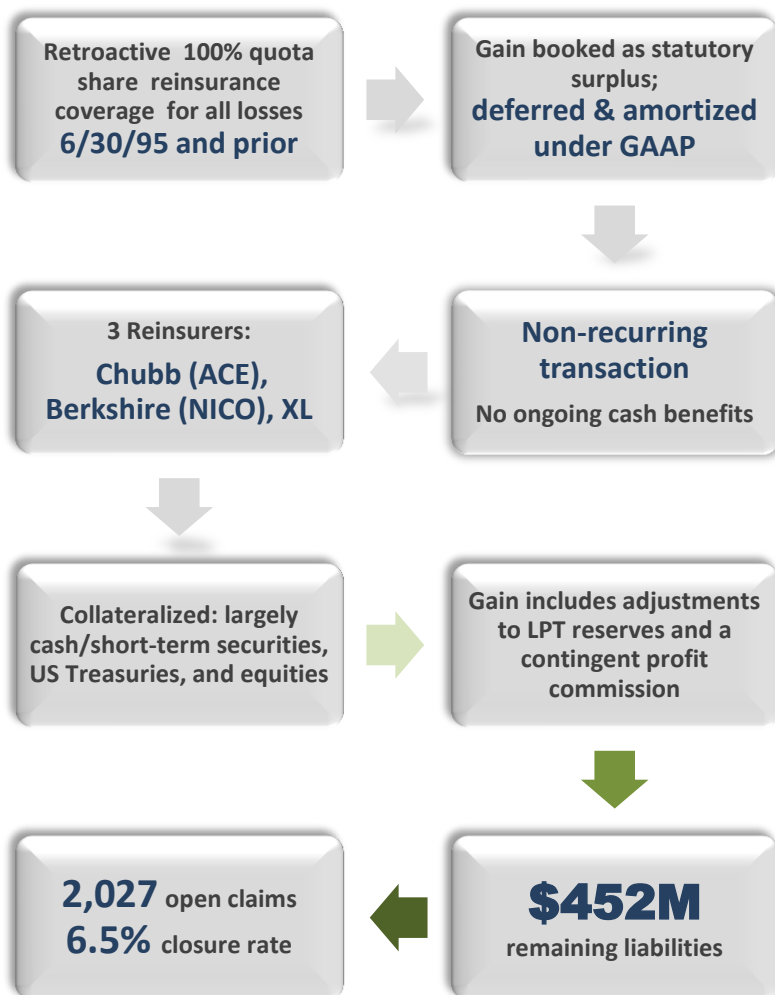 Retroactive 100% quota
share reinsurance
coverage for all losses
6/30/95 and prior
Gain booked as statutory
surplus;
deferred & amortized
under GAAP
Non-recurring
transaction
No ongoing cash benefits
3 Reinsurers:
Chubb (ACE),
Berkshire (NICO), XL
Collateralized: largely
cash/short-term securities,
US Treasuries, and equities
Gain includes adjustments
to LPT reserves and a
contingent profit
commission
$452M
remaining liabilities
2,027 open claims
6.5% closure rate